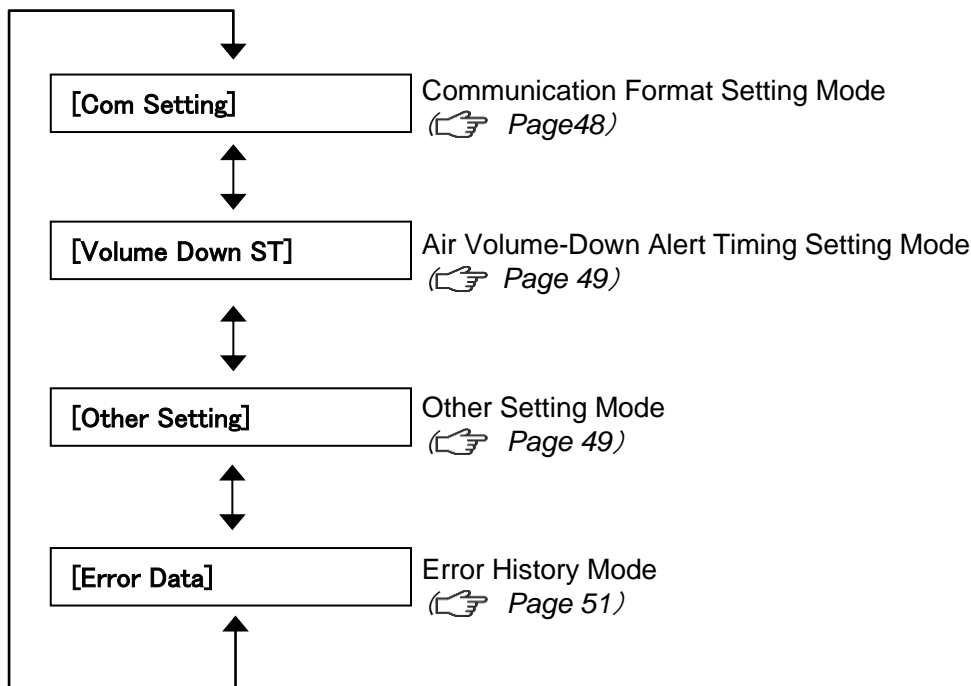 [Com Setting]
Communication Format Setting Mode
(Page48)
[Volume Down ST]
Air Volume-Down Alert Timing Setting Mode
(Page 49)
[Other Setting]
Other Setting Mode
(Page 49)
[Error Data]
Error History Mode
(Page 51)